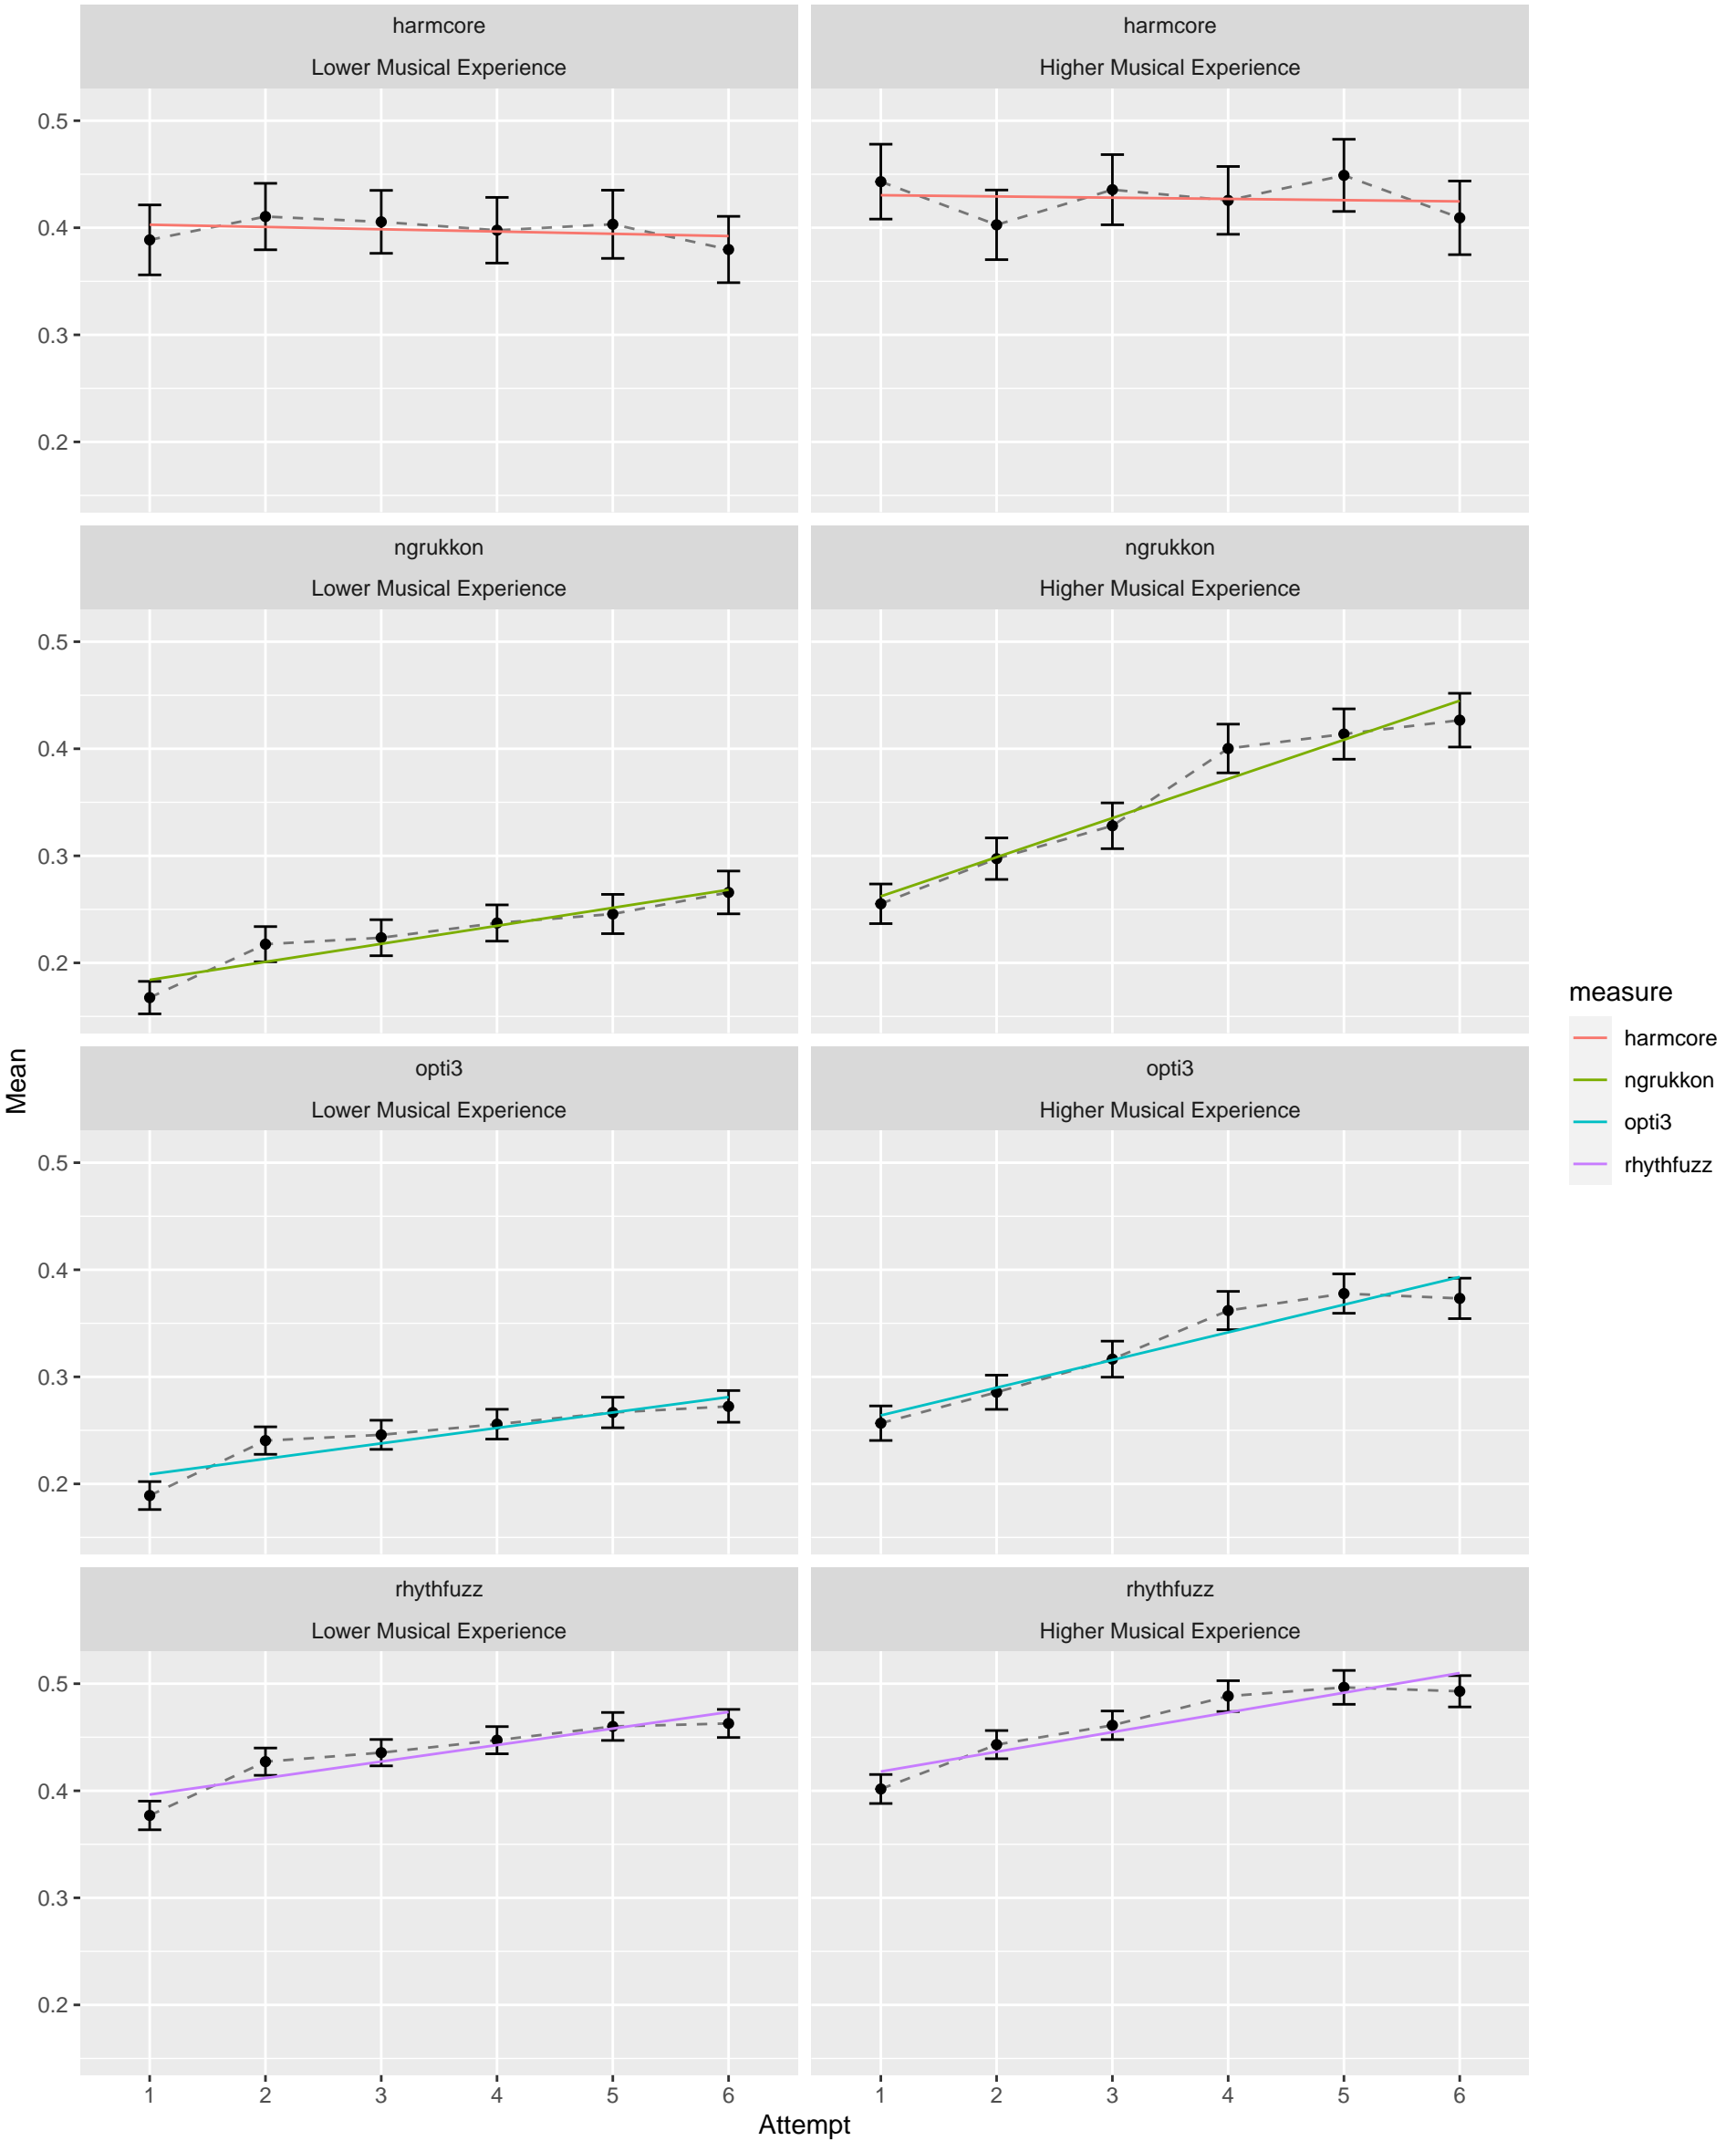 harmcore
harmcore
Lower Musical Experience
Higher Musical Experience
0.5
0.4
0.3
0.2
ngrukkon
ngrukkon
Lower Musical Experience
Higher Musical Experience
0.5
0.4
0.3
0.2
opti3
opti3
Lower Musical Experience
Higher Musical Experience
0.5
0.4
0.3
0.2
rhythfuzz
rhythfuzz
Lower Musical Experience
Higher Musical Experience
0.5
0.4
0.3
0.2
1 2 3 4 5 6
1 2 3 4 5 6
Attempt
Mean
measure
harmcore
ngrukkon
opti3
rhythfuzz